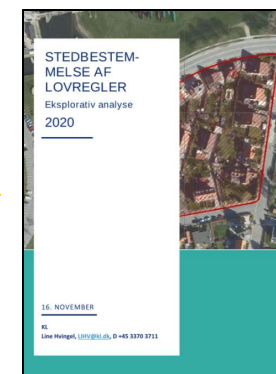 STEDBESTEM-
MELSE AF
LOVREGLER
Eksplorativ analyse
2020
16. NOVEMBER
KL
Line Hvingel, LIHV@kl.dk, D +45 3370 3711